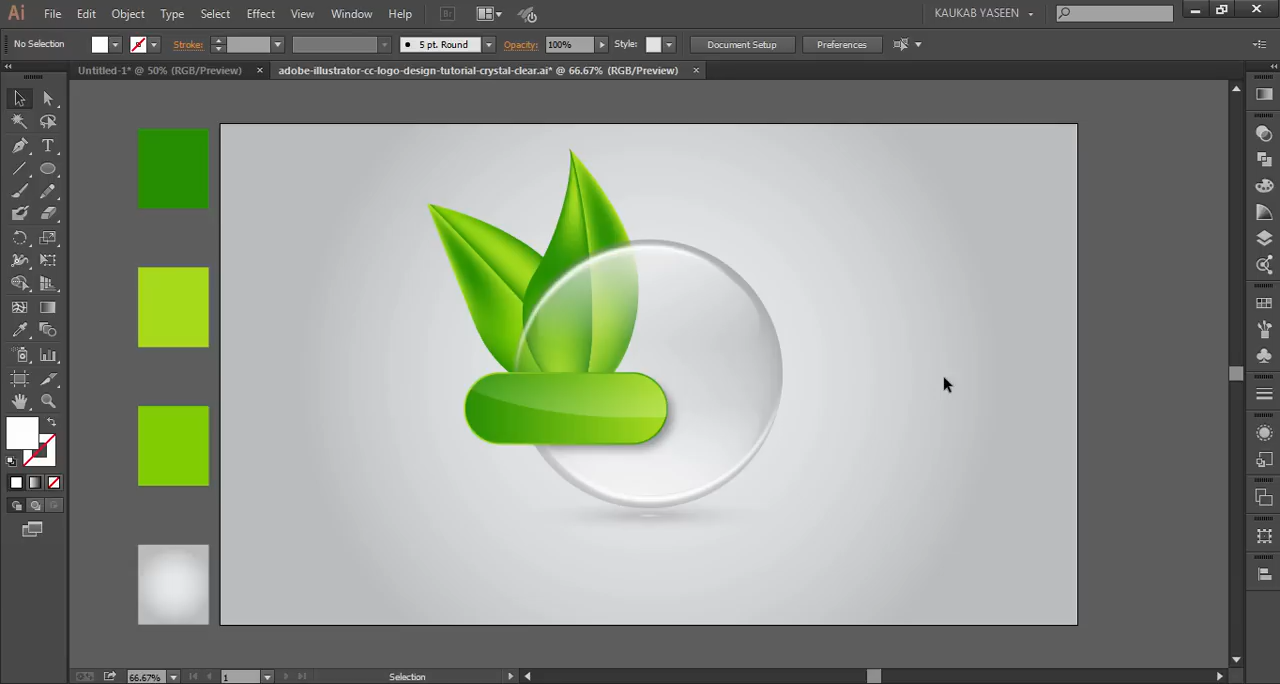 Ai File Edit Object Type Select Effect View Window Help Br KAUKAB YASEEN
No Selection Stroke: 5 pt. Round Opacity: 100% Style: Document Setup Preferences
Untitled-1* @ 50% (RGB/Preview) × adobe-illustrator-cc-logo-design-tutorial-crystal-clear.ai* @ 66.67% (RGB/Preview) ×
66.67% 1 Selection